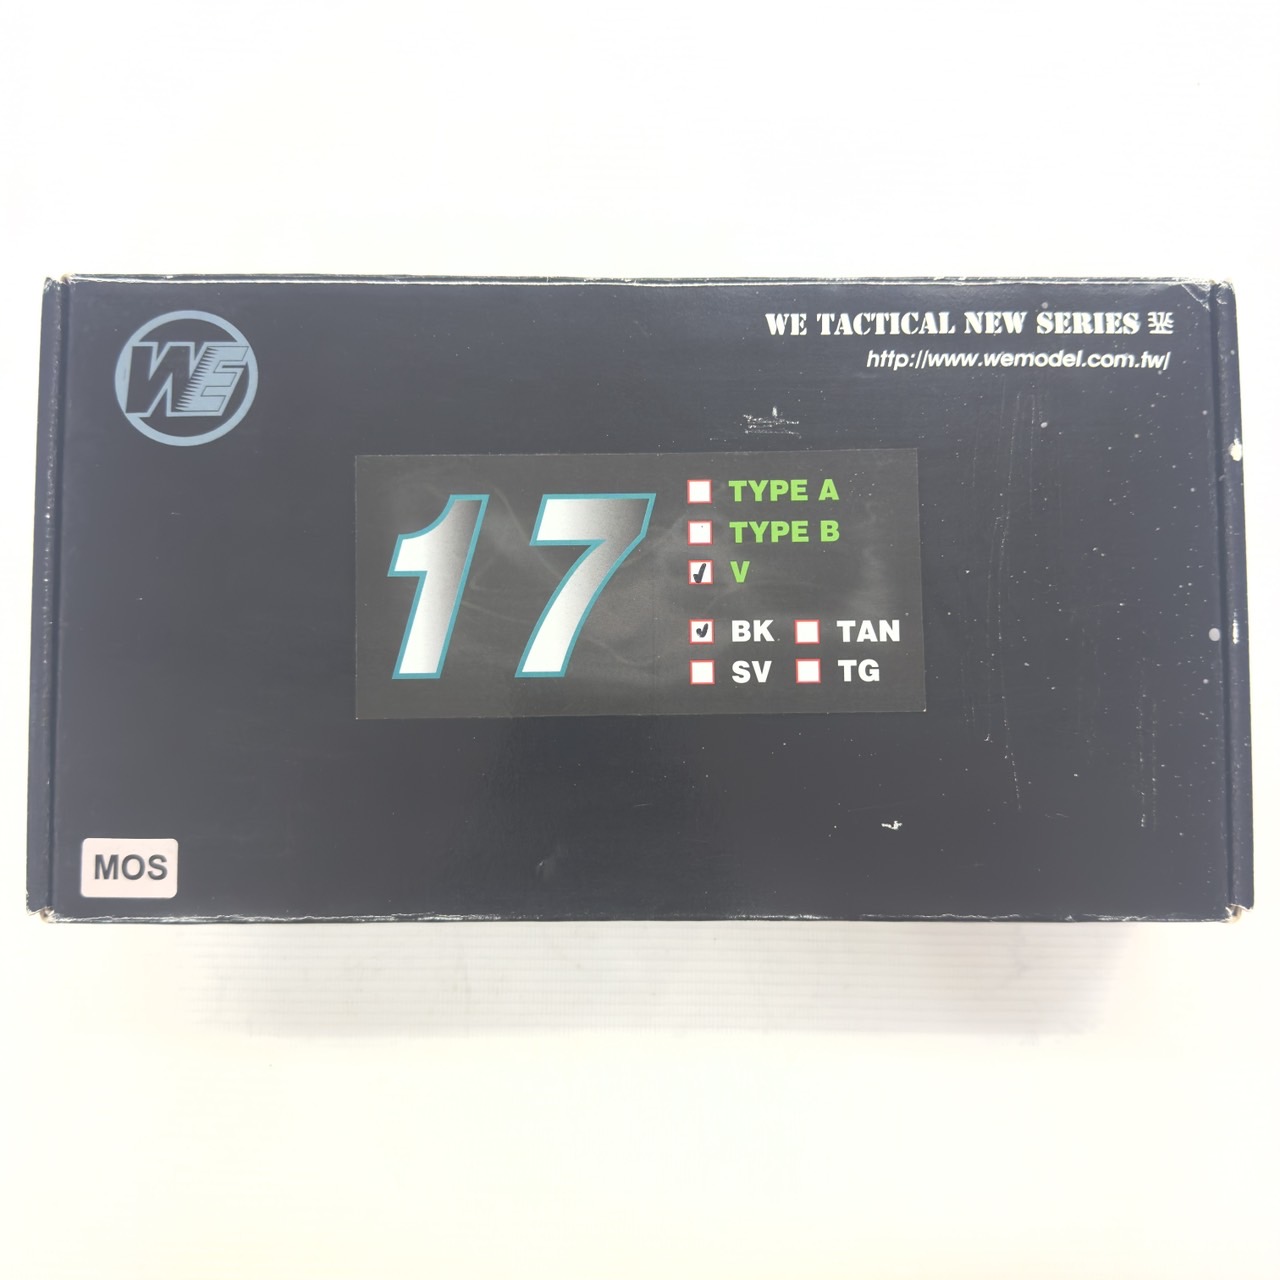 WE
WE TACTICAL NEW SERIES
http://www.wemodel.com.tw/
17
TYPE A
TYPE B
V
BK TAN
SV TG
MOS